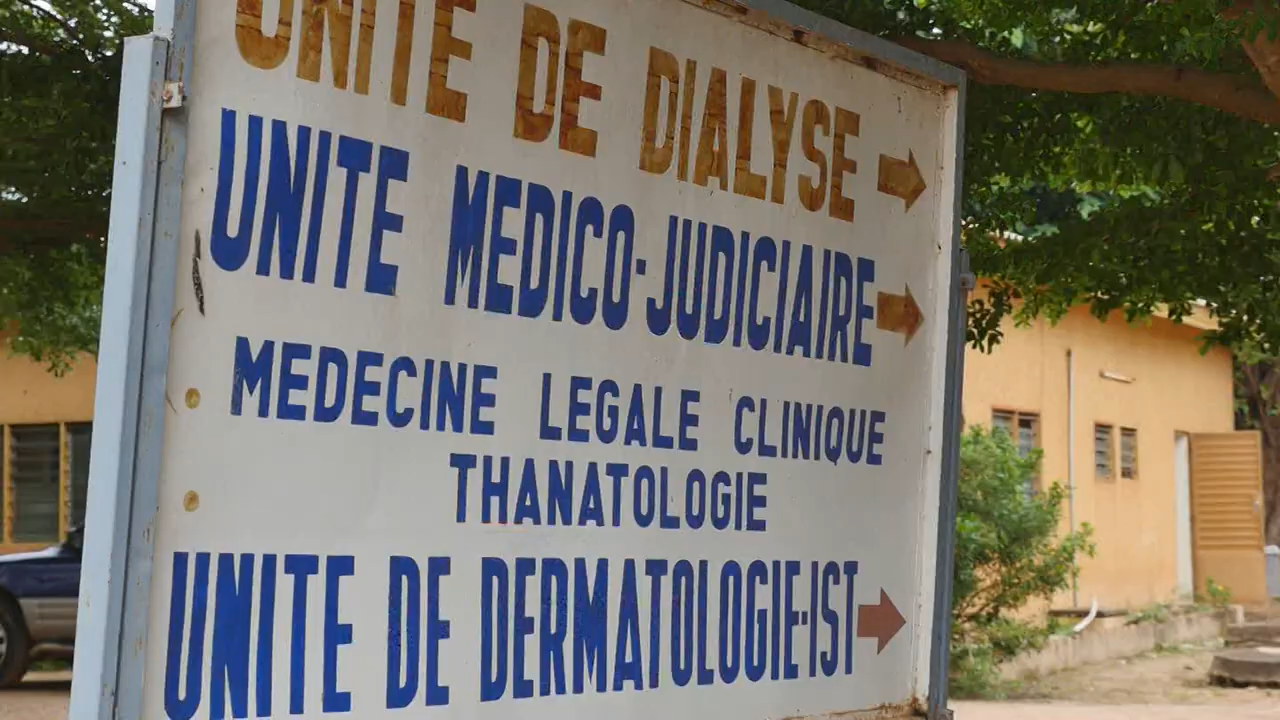 UNITE DE DIALYSE
UNITE MEDICO-JUDICIAIRE
MEDECINE LEGALE CLINIQUE
THANATOLOGIE
UNITE DE DERMATOLOGIE-IST